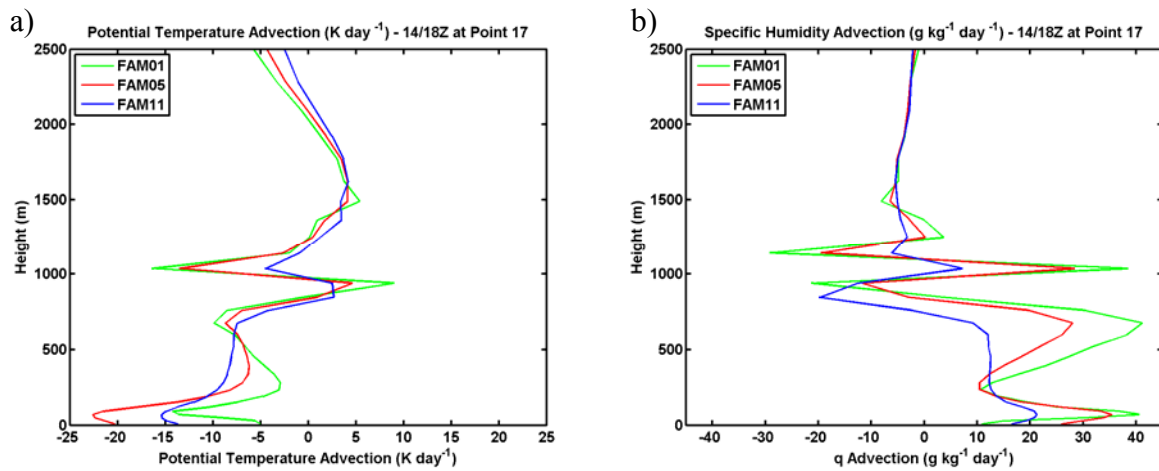 a)
Potential Temperature Advection (K day -1) - 14/18Z at Point 17
FAM01
FAM05
FAM11
2500
2000
1500
1000
500
0
Height (m)
-25 -20 -15 -10 -5 0 5 10 15 20 25
Potential Temperature Advection (K day-1)
b)
Specific Humidity Advection (g kg-1 day -1) - 14/18Z at Point 17
FAM01
FAM05
FAM11
2500
2000
1500
1000
500
0
Height (m)
-40 -30 -20 -10 0 10 20 30 40
q Advection (g kg-1 day-1)